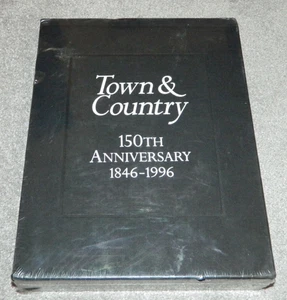 Town &
Country
150TH
ANNIVERSARY
1846-1996